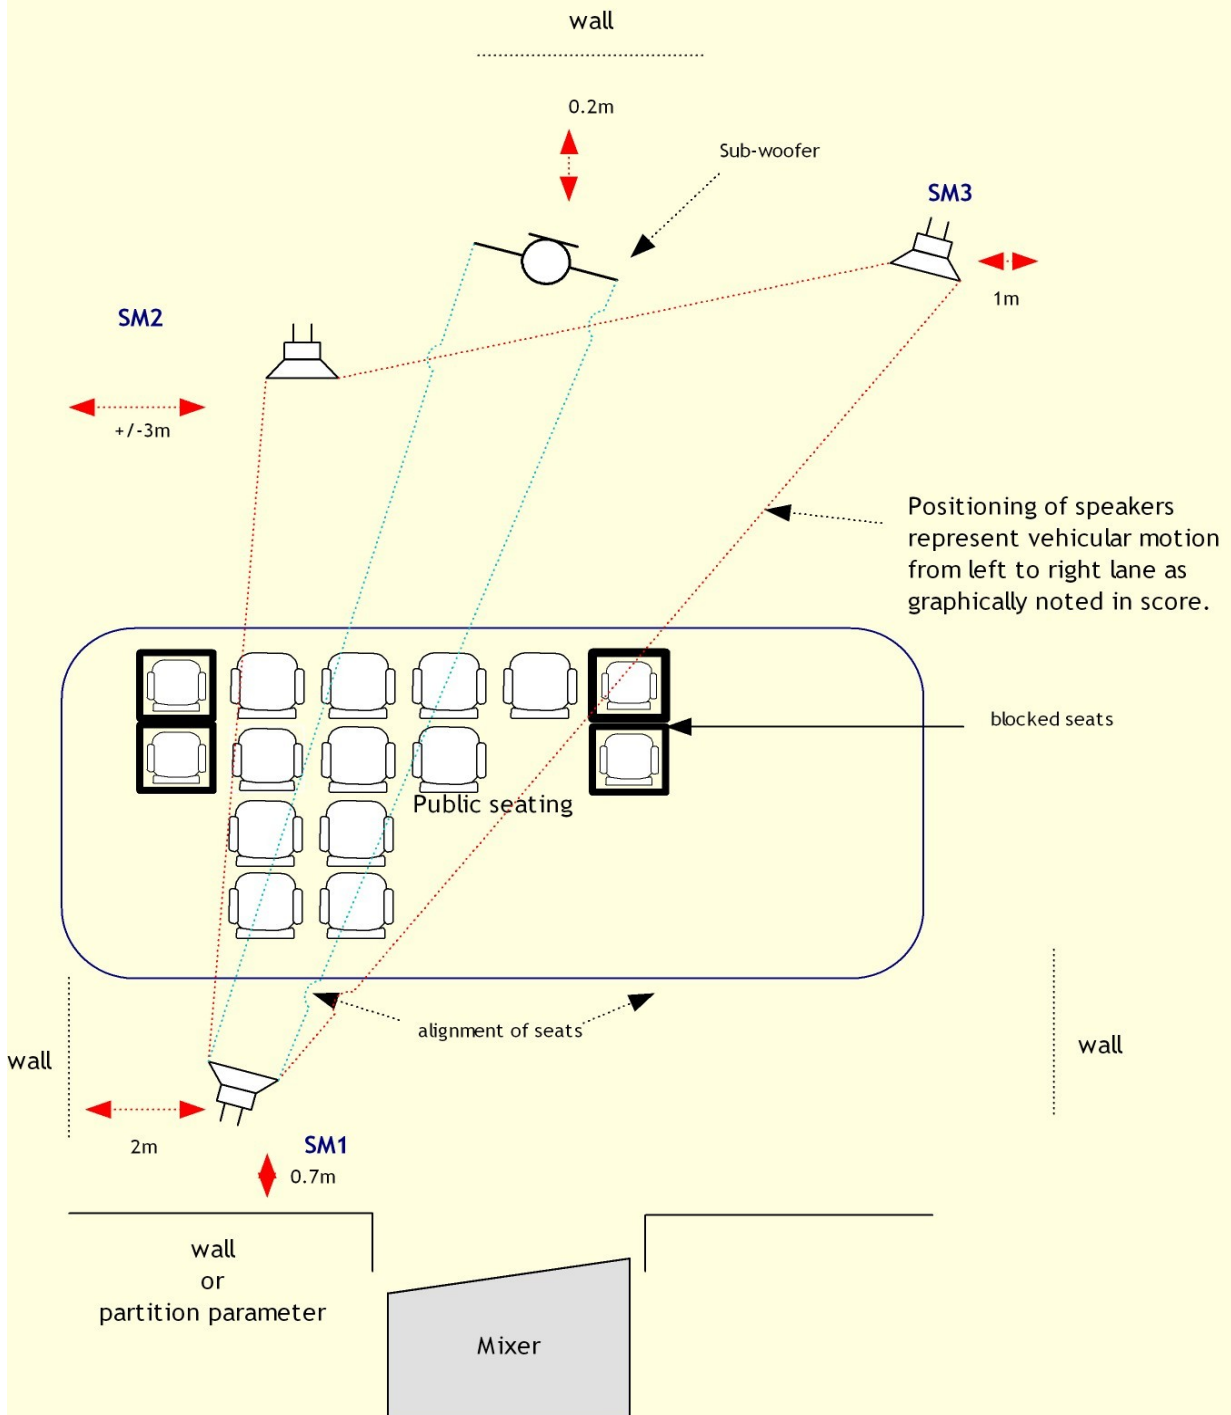 wall
0.2m
Sub-woofer
SM3
1m
SM2
+/-3m
Positioning of speakers
represent vehicular motion
from left to right lane as
graphically noted in score.
blocked seats
Public seating
alignment of seats
wall
wall
2m
SM1
0.7m
wall
or
partition parameter
Mixer